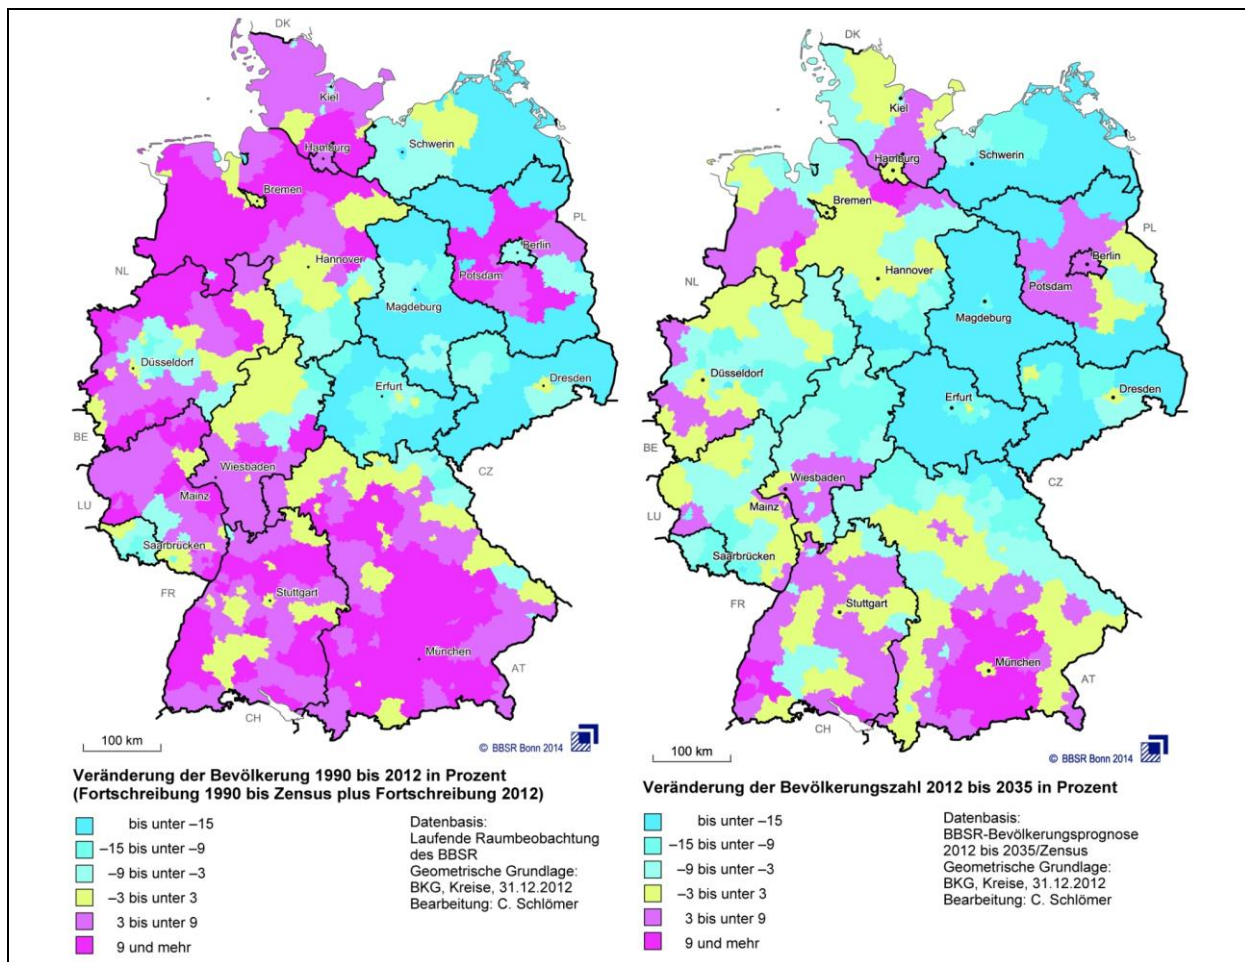 DK
Kiel
Hamburg
Schwerin
Bremen
PL
Berlin
NL
Hannover
Potsdam
Magdeburg
Düsseldorf
Erfurt
Dresden
BE
Wiesbaden
CZ
LU
Mainz
Saarbrücken
FR
Stuttgart
München
AT
CH
100 km
© BBSR Bonn 2014
Veränderung der Bevölkerung 1990 bis 2012 in Prozent
(Fortschreibung 1990 bis Zensus plus Fortschreibung 2012)
bis unter –15
–15 bis unter –9
–9 bis unter –3
–3 bis unter 3
3 bis unter 9
9 und mehr
Datenbasis:
Laufende Raumbeobachtung
des BBSR
Geometrische Grundlage:
BKG, Kreise, 31.12.2012
Bearbeitung: C. Schlömer
DK
Kiel
Hamburg
Schwerin
Bremen
PL
Berlin
NL
Hannover
Potsdam
Magdeburg
Düsseldorf
Erfurt
Dresden
BE
Wiesbaden
CZ
LU
Mainz
Saarbrücken
FR
Stuttgart
München
AT
CH
100 km
© BBSR Bonn 2014
Veränderung der Bevölkerungszahl 2012 bis 2035 in Prozent
bis unter –15
–15 bis unter –9
–9 bis unter –3
–3 bis unter 3
3 bis unter 9
9 und mehr
Datenbasis:
BBSR-Bevölkerungsprognose
2012 bis 2035/Zensus
Geometrische Grundlage:
BKG, Kreise, 31.12.2012
Bearbeitung: C. Schlömer